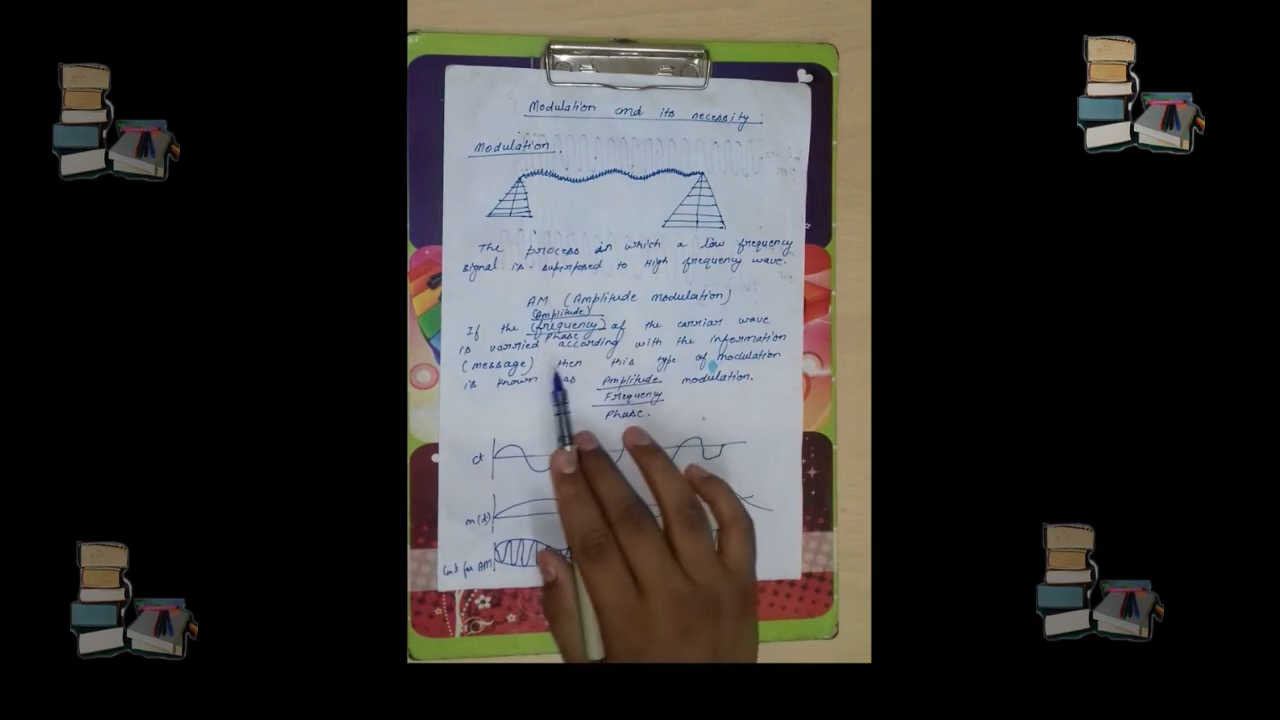 Modulation and its necessity:
Modulation.
The process in which a low frequency
signal is superposed to High frequency wave.
AM (Amplitude modulation)
(Amplitude)
If the (frequency) of the carrier wave
Phase
is varried according with the information
(message) then this type of modulation
is known as Amplitude modulation.
Frequency
Phase.
ct
m(t)
for AM